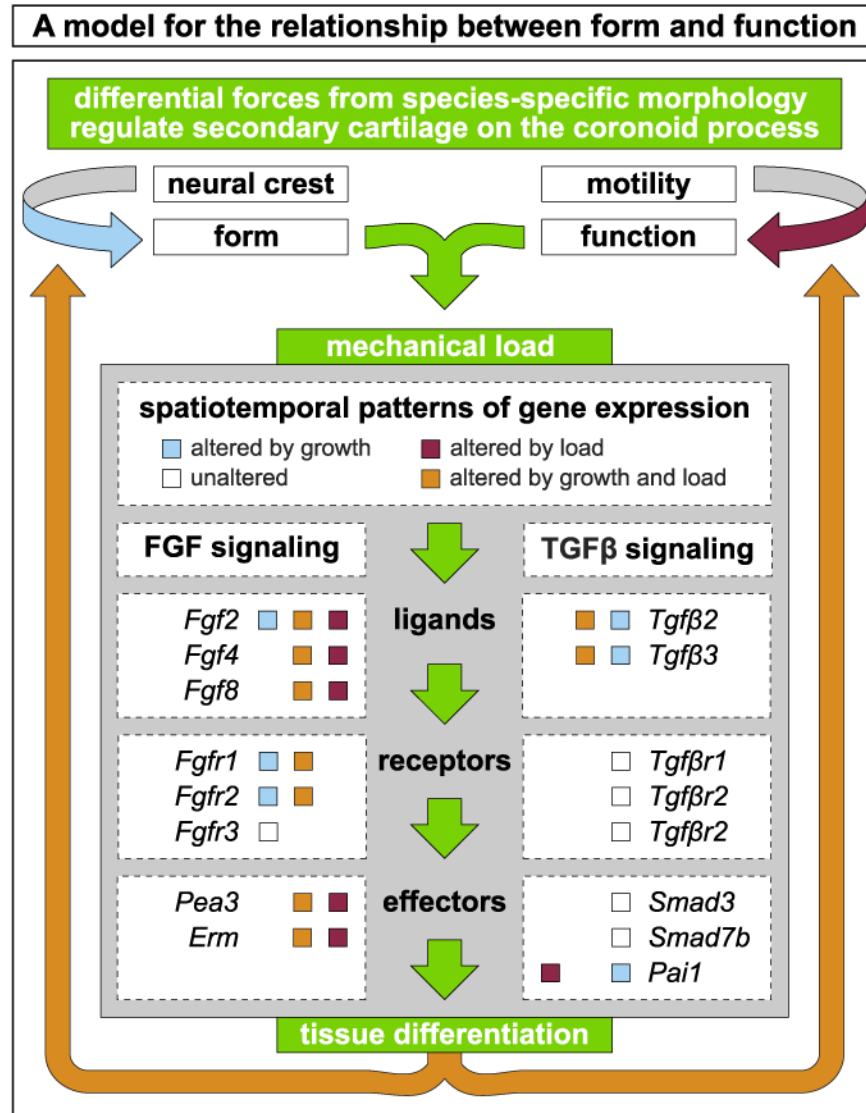 A model for the relationship between form and function
differential forces from species-specific morphology
regulate secondary cartilage on the coronoid process
neural crest
motility
form
function
mechanical load
spatiotemporal patterns of gene expression
altered by growth
altered by load
unaltered
altered by growth and load
FGF signaling
TGFβ signaling
Fgf2
ligands
Tgfβ2
Fgf4
Tgfβ3
Fgf8
Fgfr1
receptors
Tgfβr1
Fgfr2
Tgfβr2
Fgfr3
Tgfβr2
Pea3
effectors
Smad3
Erm
Smad7b
Pai1
tissue differentiation